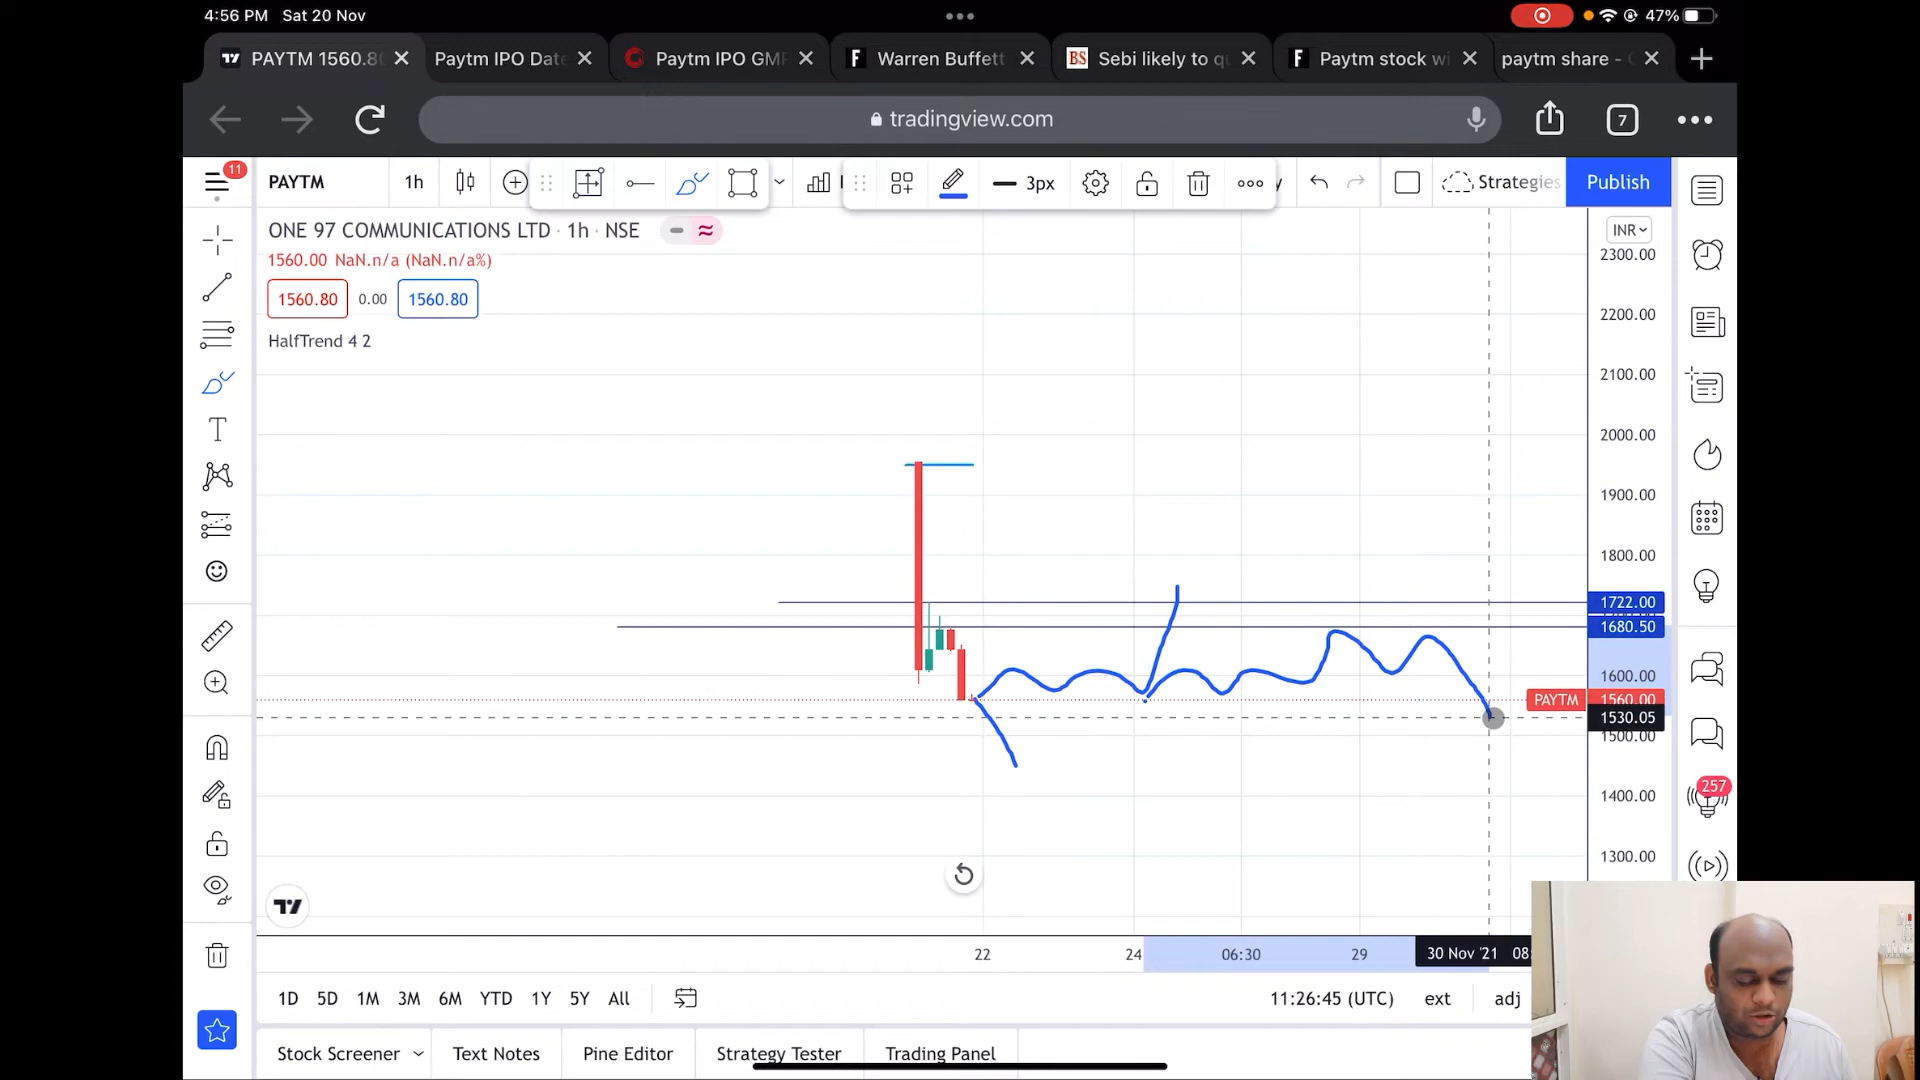 4:56 PM Sat 20 Nov
47%
PAYTM 1560.8
Paytm IPO Date
Paytm IPO GMP
F Warren Buffett
BS Sebi likely to q
F Paytm stock wi
paytm share -
tradingview.com
7
11
PAYTM
1h
3px
Strategies
Publish
ONE 97 COMMUNICATIONS LTD · 1h · NSE
INR
1560.00 NaN.n/a (NaN.n/a%)
1560.80 0.00 1560.80
HalfTrend 4 2
2300.00
2200.00
2100.00
2000.00
1900.00
1800.00
1722.00
1680.50
1600.00
PAYTM 1560.00
1530.05
1500.00
1400.00
1300.00
257
22 24 06:30 29 30 Nov '21 08:
1D 5D 1M 3M 6M YTD 1Y 5Y All
11:26:45 (UTC) ext adj
Stock Screener Text Notes Pine Editor Strategy Tester Trading Panel